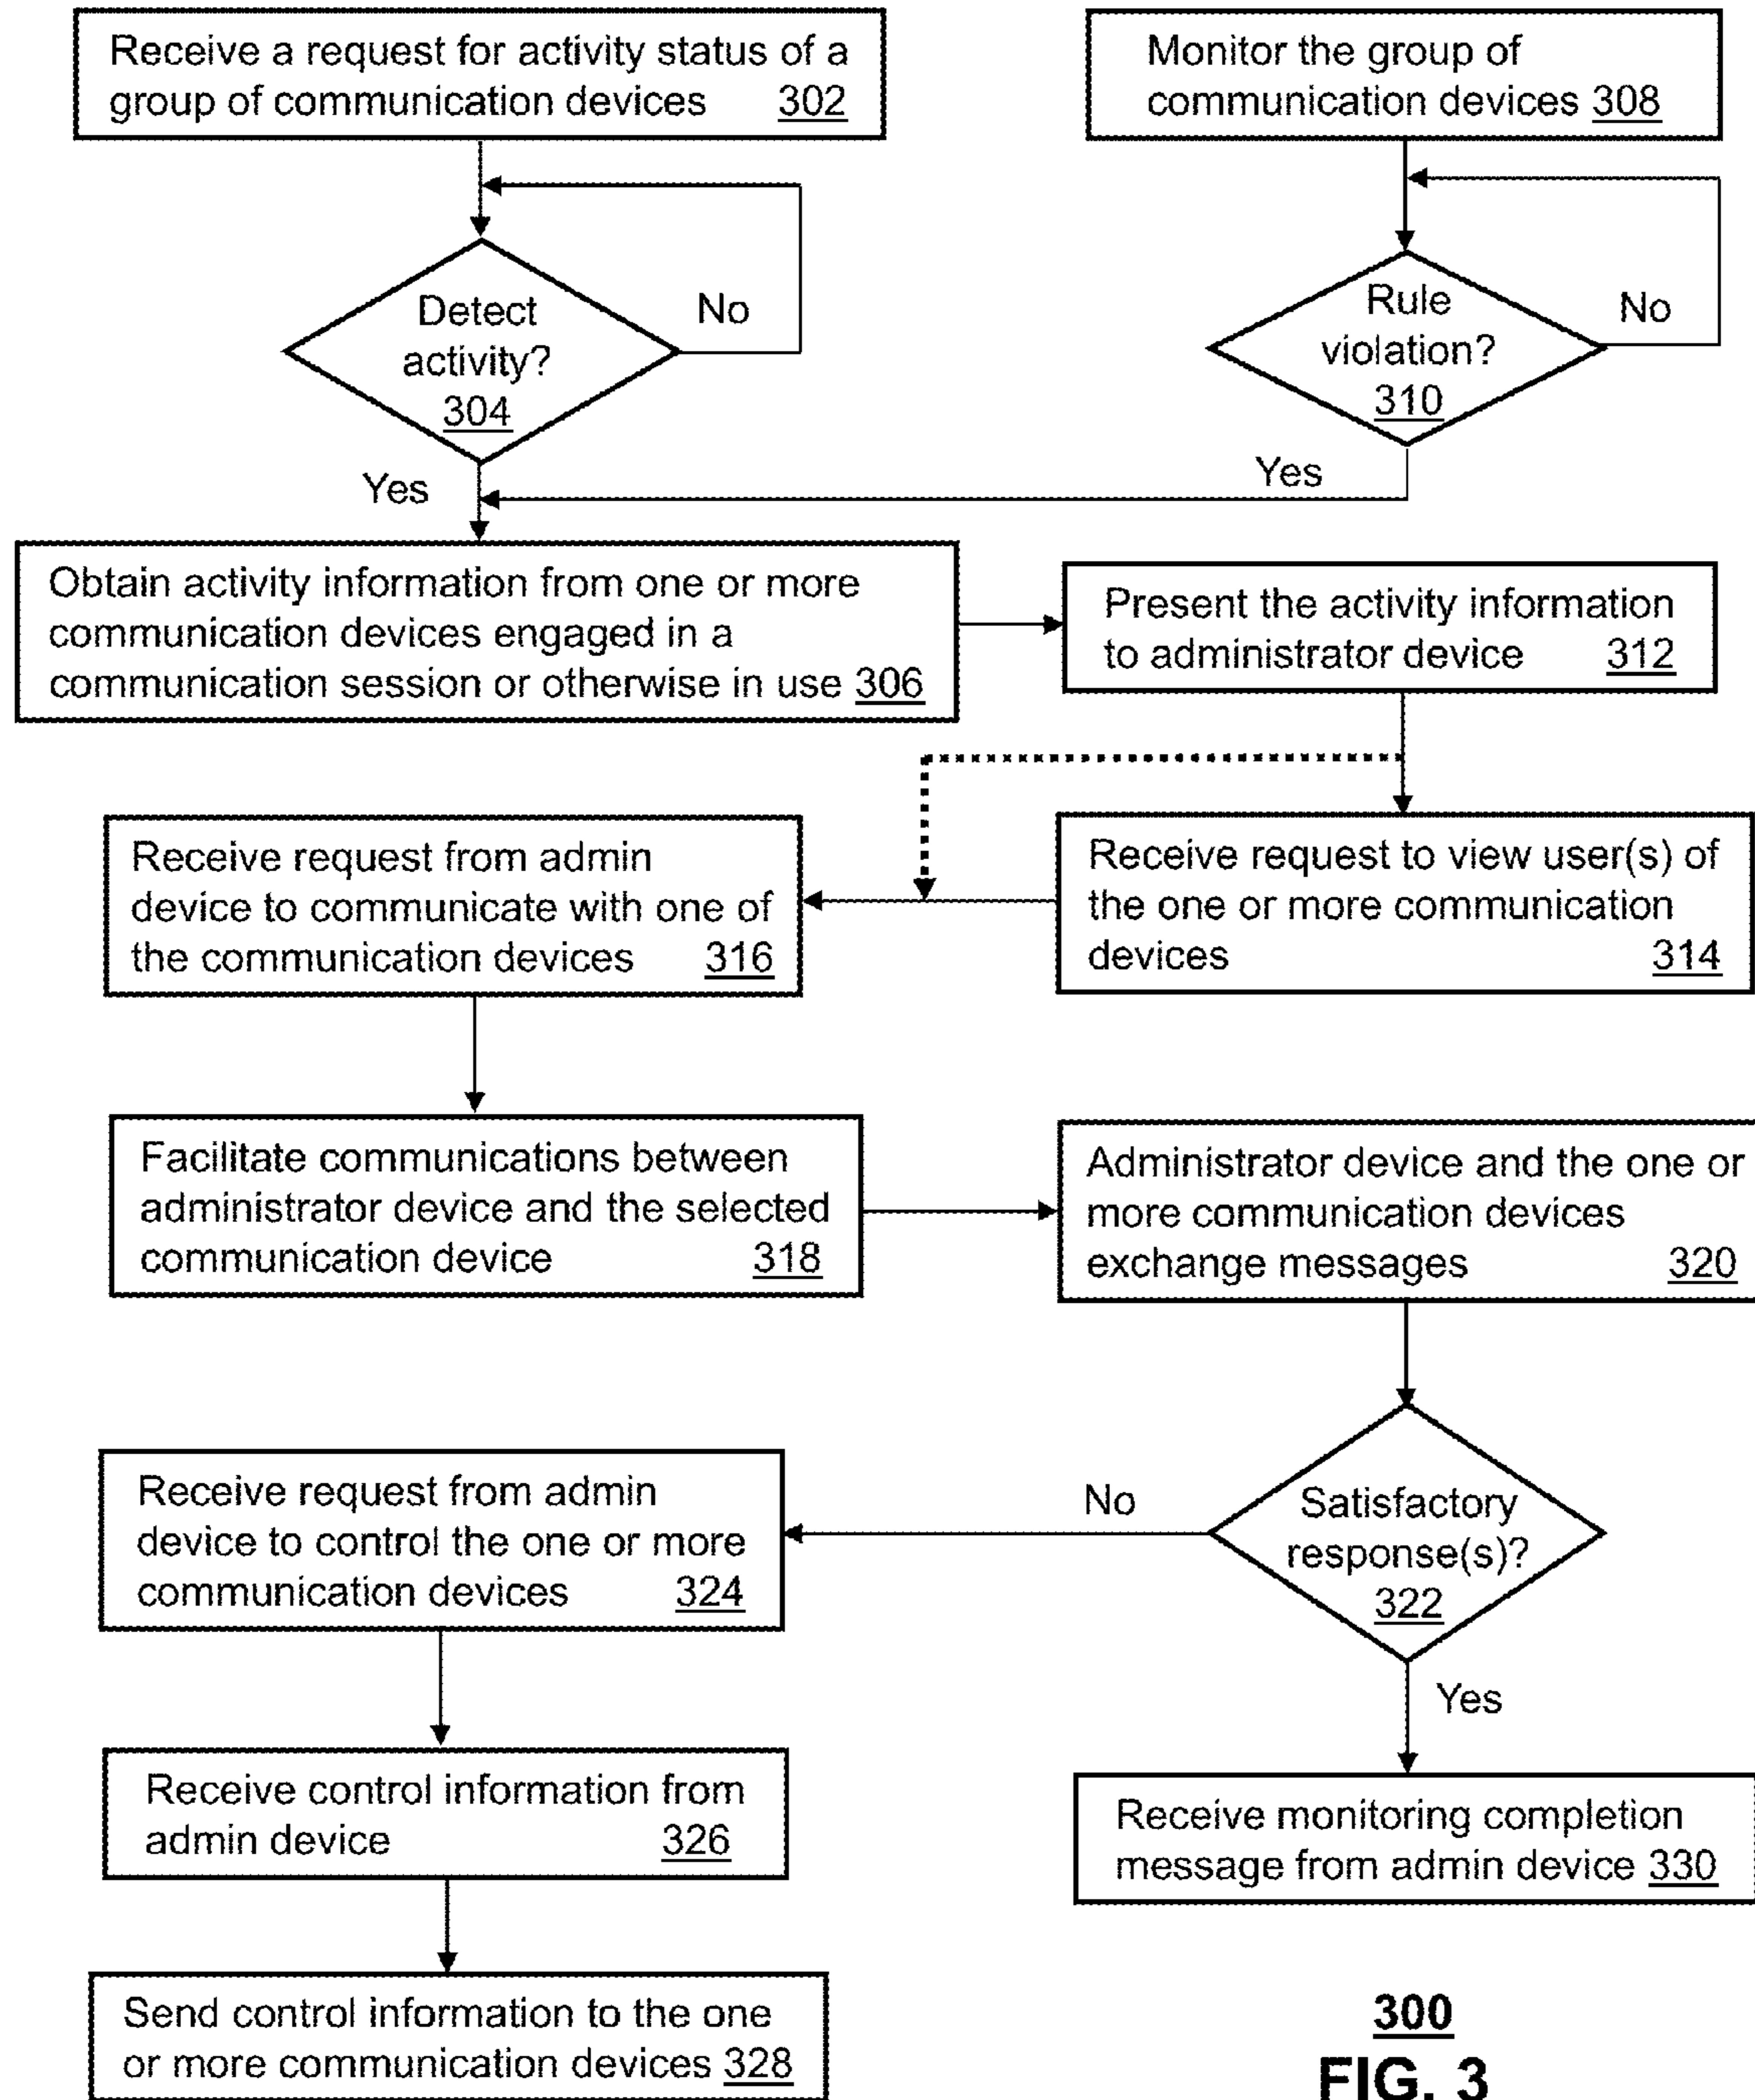 Receive a request for activity status of a
group of communication devices 302
Monitor the group of
communication devices 308
Detect
activity?
304
No
Yes
Rule
violation?
310
No
Yes
Obtain activity information from one or more
communication devices engaged in a
communication session or otherwise in use 306
Present the activity information
to administrator device 312
Receive request to view user(s) of
the one or more communication
devices 314
Receive request from admin
device to communicate with one of
the communication devices 316
Facilitate communications between
administrator device and the selected
communication device 318
Administrator device and the one or
more communication devices
exchange messages 320
Satisfactory
response(s)?
322
No
Yes
Receive request from admin
device to control the one or more
communication devices 324
Receive control information from
admin device 326
Send control information to the one
or more communication devices 328
Receive monitoring completion
message from admin device 330
300
FIG. 3